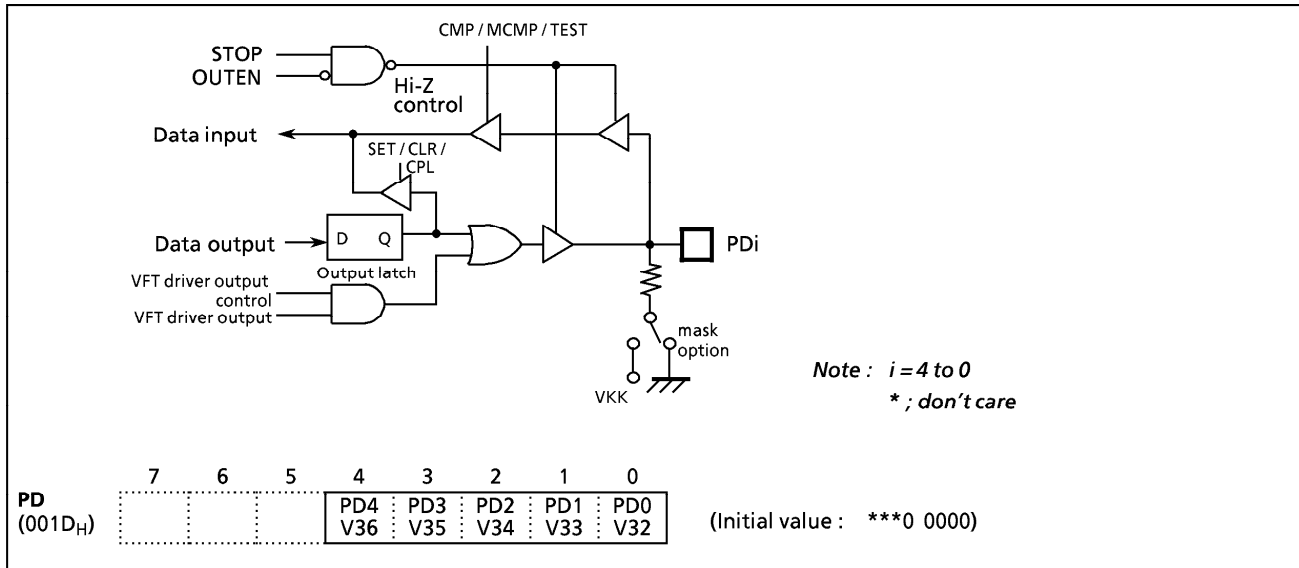 CMP / MCMP / TEST
STOP
OUTEN
Hi-Z
control
Data input
SET / CLR /
CPL
Data output
D Q
PDi
Output latch
VFT driver output
control
VFT driver output
mask
option
VKK
Note : i = 4 to 0
* ; don't care
7 6 5 4 3 2 1 0
PD
(001DH)
PD4 PD3 PD2 PD1 PD0
V36 V35 V34 V33 V32
(Initial value : ***0 0000)